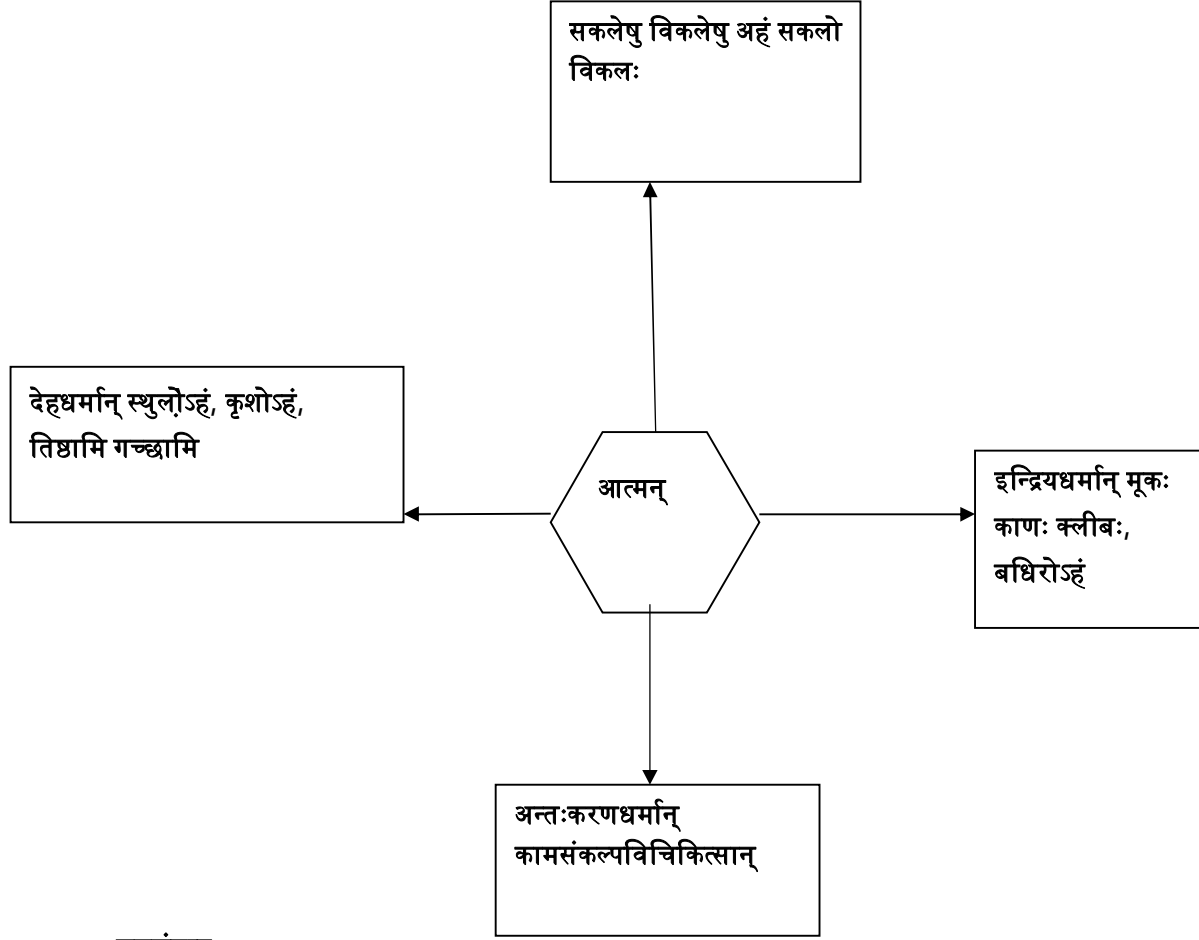 सकलेषु विकलेषु अहं सकलो
विकलः
देहधर्मान् स्थुलोऽहं, कृशोऽहं,
तिष्ठामि गच्छामि
आत्मन्
इन्द्रियधर्मान् मूकः
काणः क्लीबः,
बधिरोऽहं
अन्तःकरणधर्मान्
कामसंकल्पविचिकित्सान्